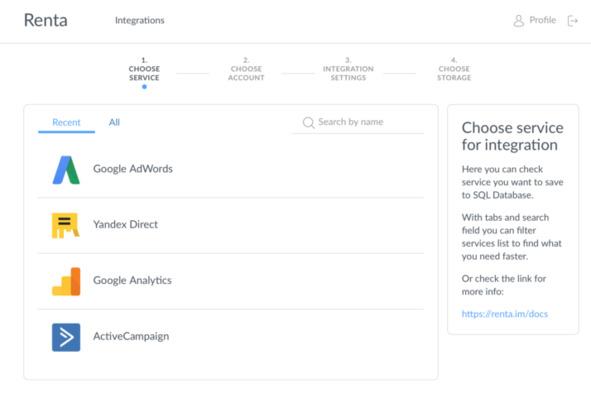 Renta
Integrations
Profile
1.
CHOOSE
SERVICE
2.
CHOOSE
ACCOUNT
3.
INTEGRATION
SETTINGS
4.
CHOOSE
STORAGE
Recent
All
Search by name
Google AdWords
Yandex Direct
Google Analytics
ActiveCampaign
Choose service
for integration
Here you can check
service you want to save
to SQL Database.
With tabs and search
field you can filter
services list to find what
you need faster.
Or check the link for
more info:
https://renta.im/docs